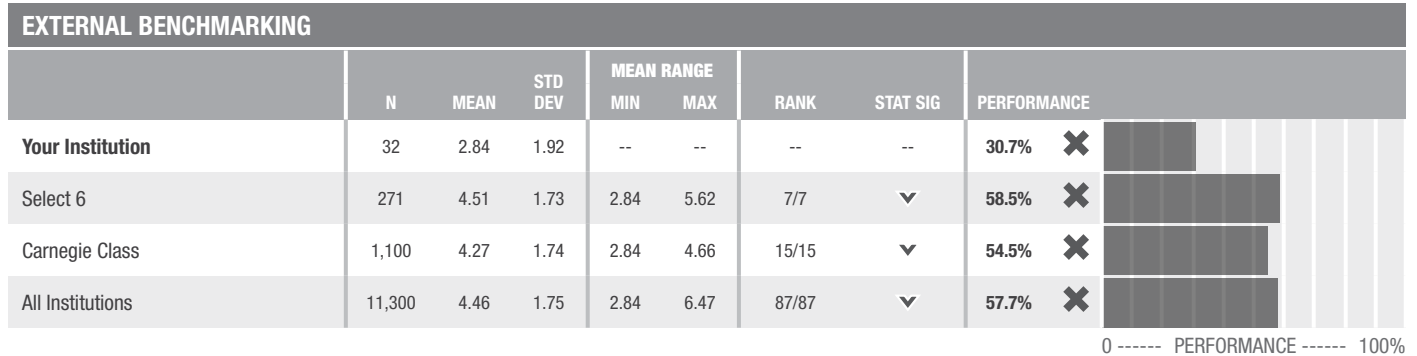 EXTERNAL BENCHMARKING
N MEAN STD DEV MEAN RANGE MIN MAX RANK STAT SIG PERFORMANCE
Your Institution 32 2.84 1.92 -- -- -- -- 30.7%
Select 6 271 4.51 1.73 2.84 5.62 7/7 58.5%
Carnegie Class 1,100 4.27 1.74 2.84 4.66 15/15 54.5%
All Institutions 11,300 4.46 1.75 2.84 6.47 87/87 57.7%
0 ------ PERFORMANCE ------ 100%